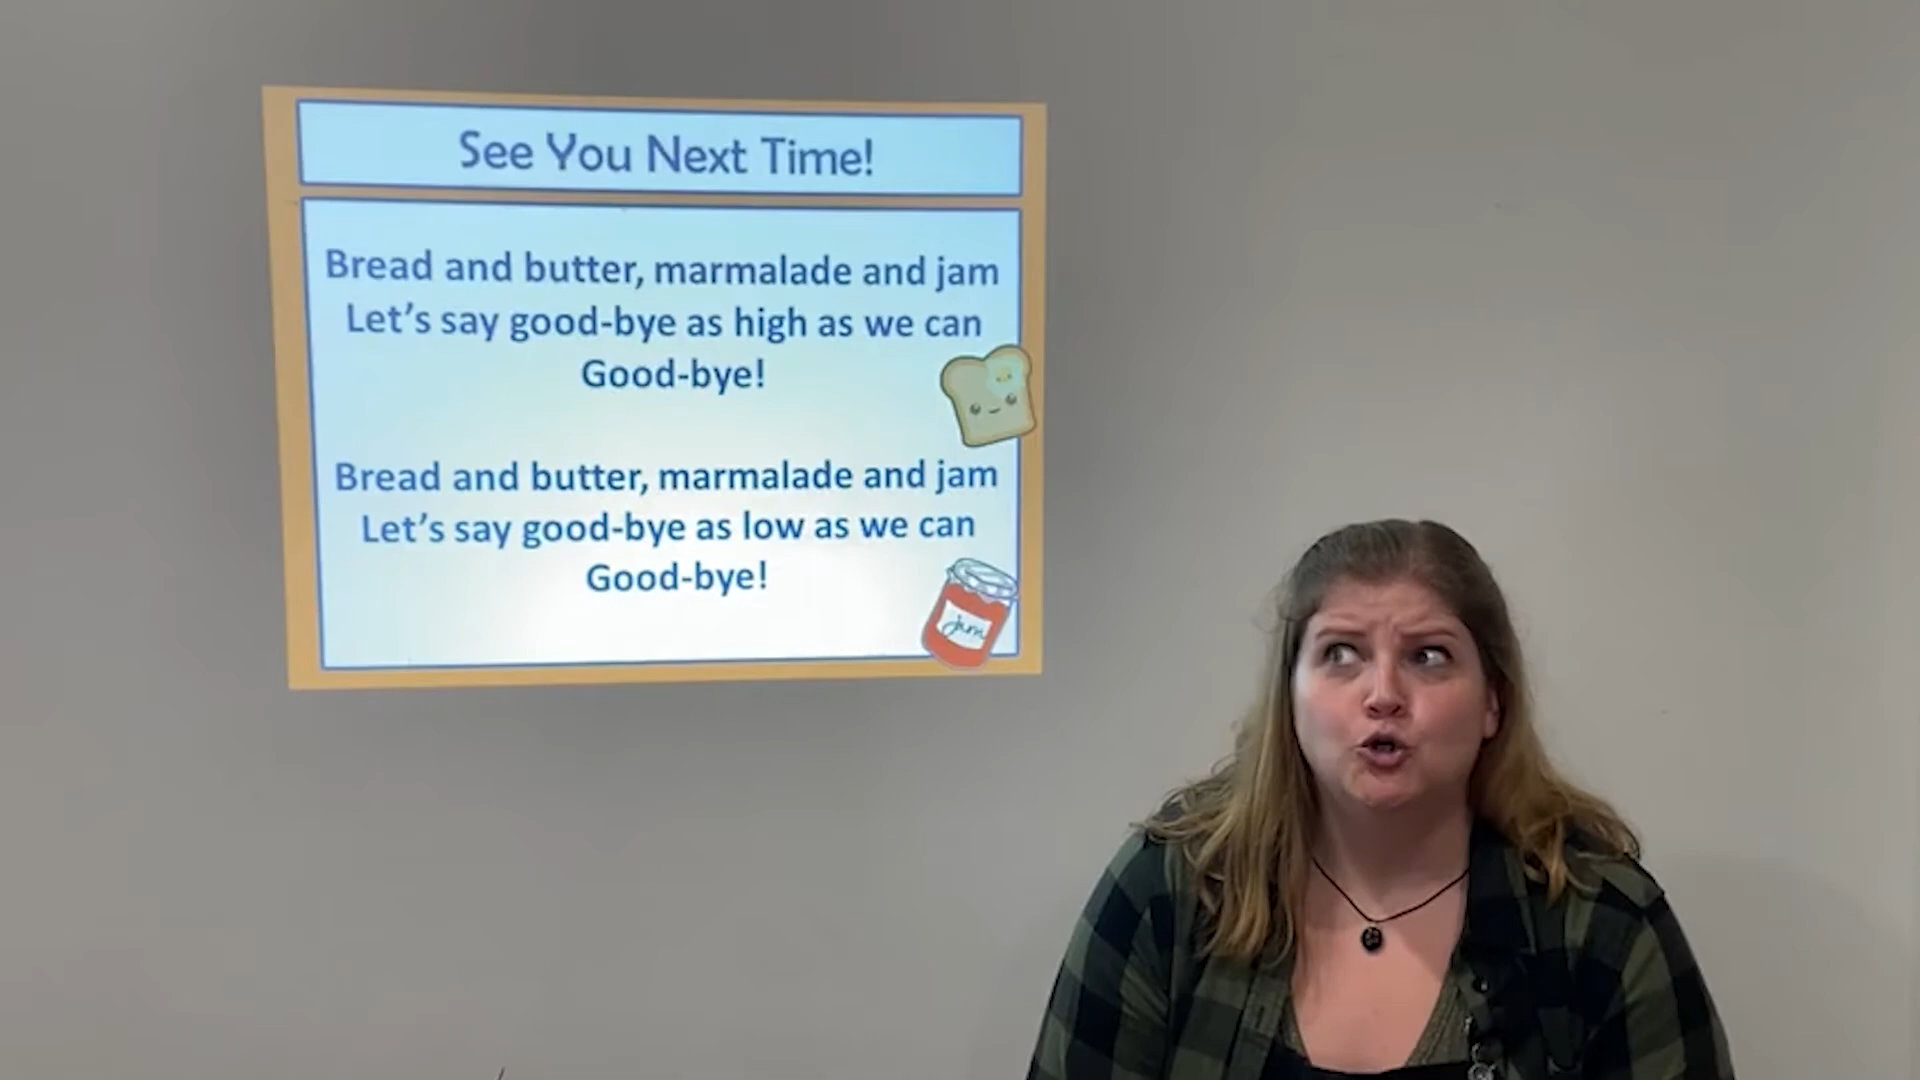 See You Next Time!
Bread and butter, marmalade and jam
Let's say good-bye as high as we can
Good-bye!
Bread and butter, marmalade and jam
Let's say good-bye as low as we can
Good-bye!
jam